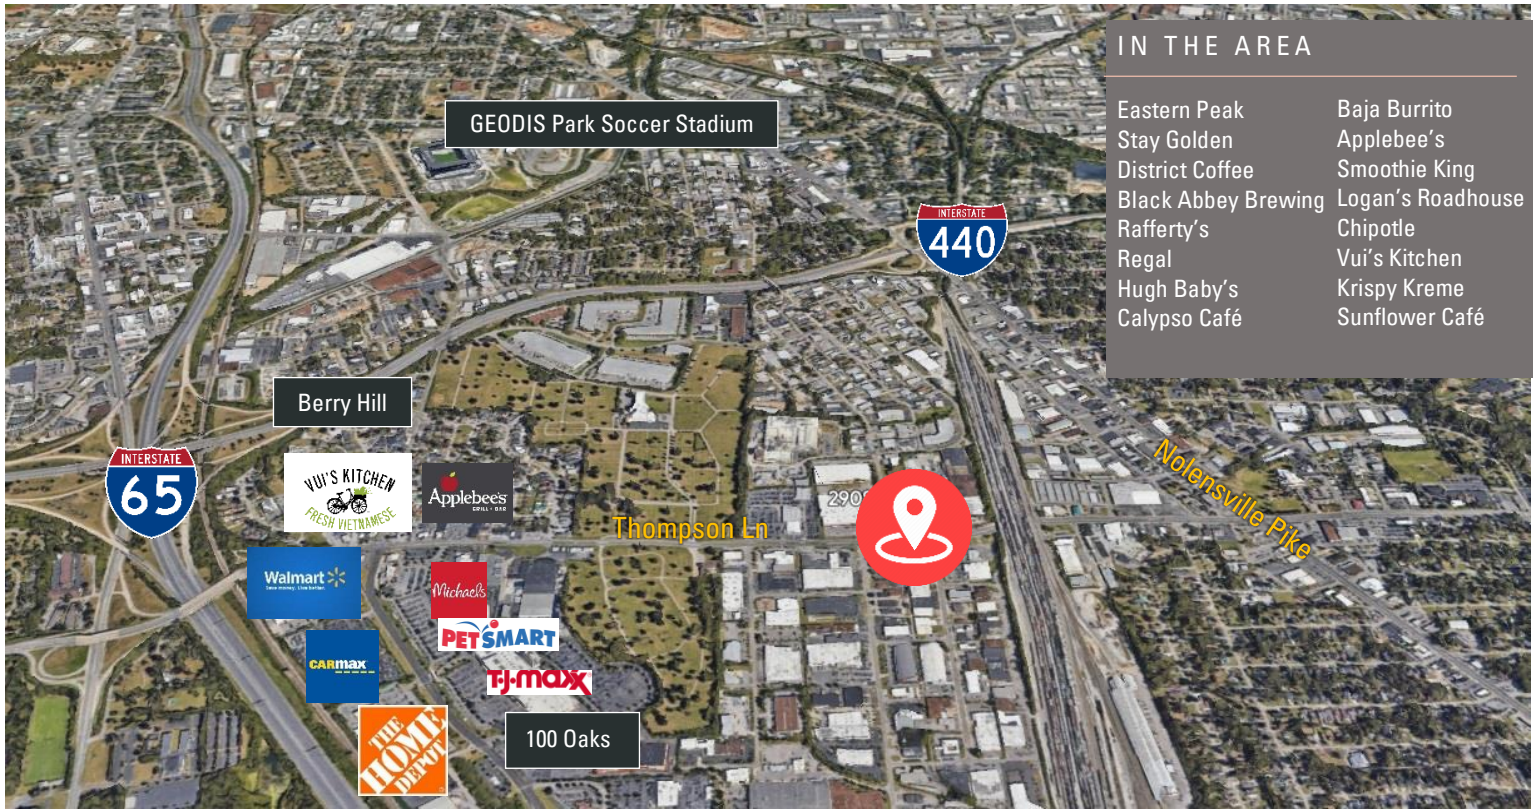 IN THE AREA
Eastern Peak
Stay Golden
District Coffee
Black Abbey Brewing
Rafferty's
Regal
Hugh Baby's
Calypso Café
Baja Burrito
Applebee's
Smoothie King
Logan's Roadhouse
Chipotle
Vui's Kitchen
Krispy Kreme
Sunflower Café
GEODIS Park Soccer Stadium
INTERSTATE
440
Berry Hill
INTERSTATE
65
VUI'S KITCHEN
FRESH VIETNAMESE
Applebee's
GRILL + BAR
Nolensville Pike
290
Thompson Ln
Walmart
Save money. Live better.
Michaels
PETSMART
CARMAX
T·J·maxx
THE
HOME
DEPOT
100 Oaks